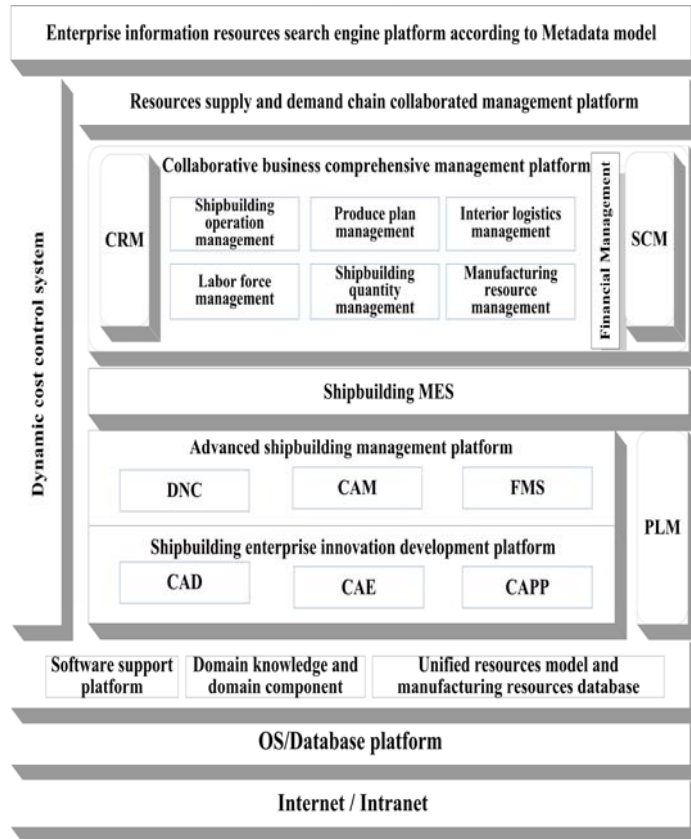 Enterprise information resources search engine platform according to Metadata model
Resources supply and demand chain collaborated management platform
Dynamic cost control system
Collaborative business comprehensive management platform
CRM
Shipbuilding
operation
management
Produce plan
management
Interior logistics
management
Labor force
management
Shipbuilding
quantity
management
Manufacturing
resource
management
Financial Management
SCM
Shipbuilding MES
Advanced shipbuilding management platform
DNC
CAM
FMS
Shipbuilding enterprise innovation development platform
CAD
CAE
CAPP
PLM
Software support
platform
Domain knowledge and
domain component
Unified resources model and
manufacturing resources database
OS/Database platform
Internet / Intranet